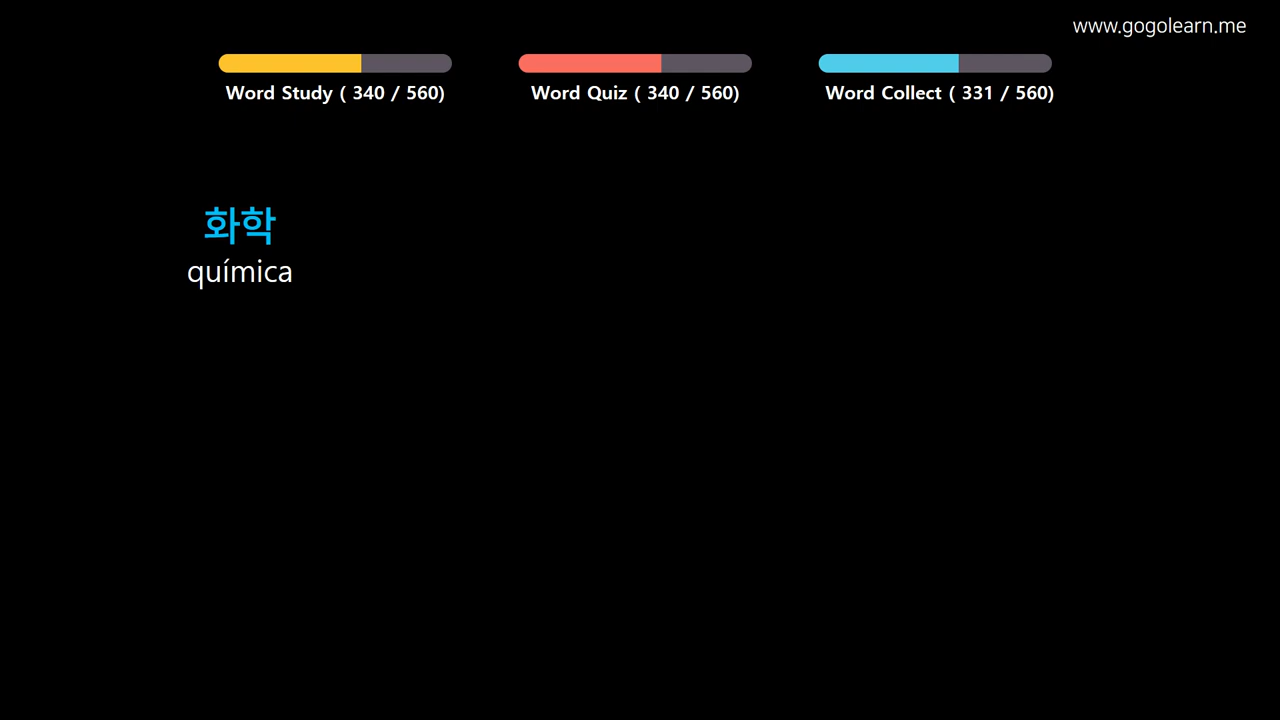 www.gogolearn.me
Word Study ( 340 / 560)
Word Quiz ( 340 / 560)
Word Collect ( 331 / 560)
화학
química